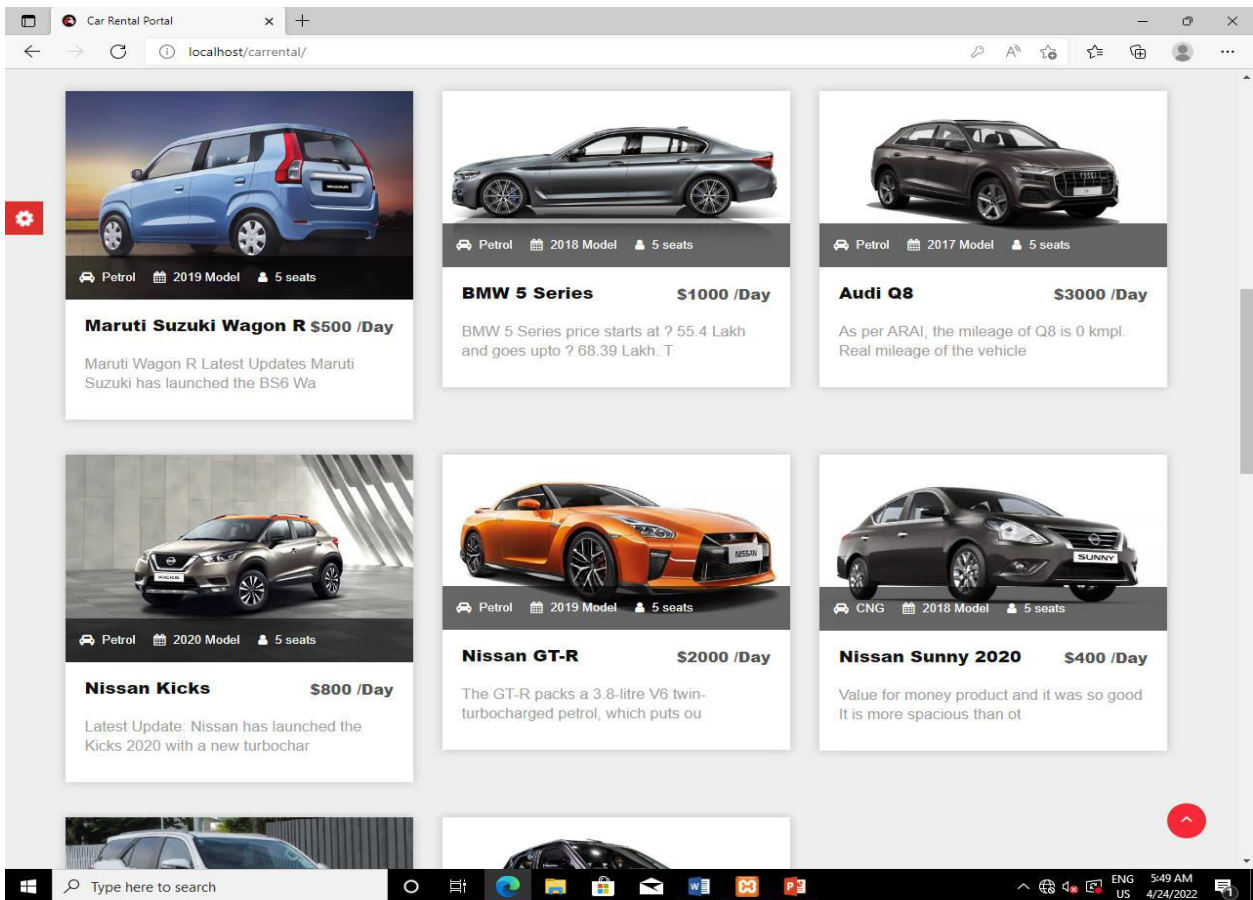 Car Rental Portal
localhost/carrental/
Petrol 2019 Model 5 seats
Maruti Suzuki Wagon R $500 /Day
Maruti Wagon R Latest Updates Maruti
Suzuki has launched the BS6 Wa
Petrol 2018 Model 5 seats
BMW 5 Series $1000 /Day
BMW 5 Series price starts at ? 55.4 Lakh
and goes upto ? 68.39 Lakh. T
Petrol 2017 Model 5 seats
Audi Q8 $3000 /Day
As per ARAI, the mileage of Q8 is 0 kmpl.
Real mileage of the vehicle
KICKS
Petrol 2020 Model 5 seats
Nissan Kicks $800 /Day
Latest Update: Nissan has launched the
Kicks 2020 with a new turbochar
NISSAN
Petrol 2019 Model 5 seats
Nissan GT-R $2000 /Day
The GT-R packs a 3.8-litre V6 twin-
turbocharged petrol, which puts ou
SUNNY
CNG 2018 Model 5 seats
Nissan Sunny 2020 $400 /Day
Value for money product and it was so good
It is more spacious than ot
Type here to search
ENG
US
5:49 AM
4/24/2022